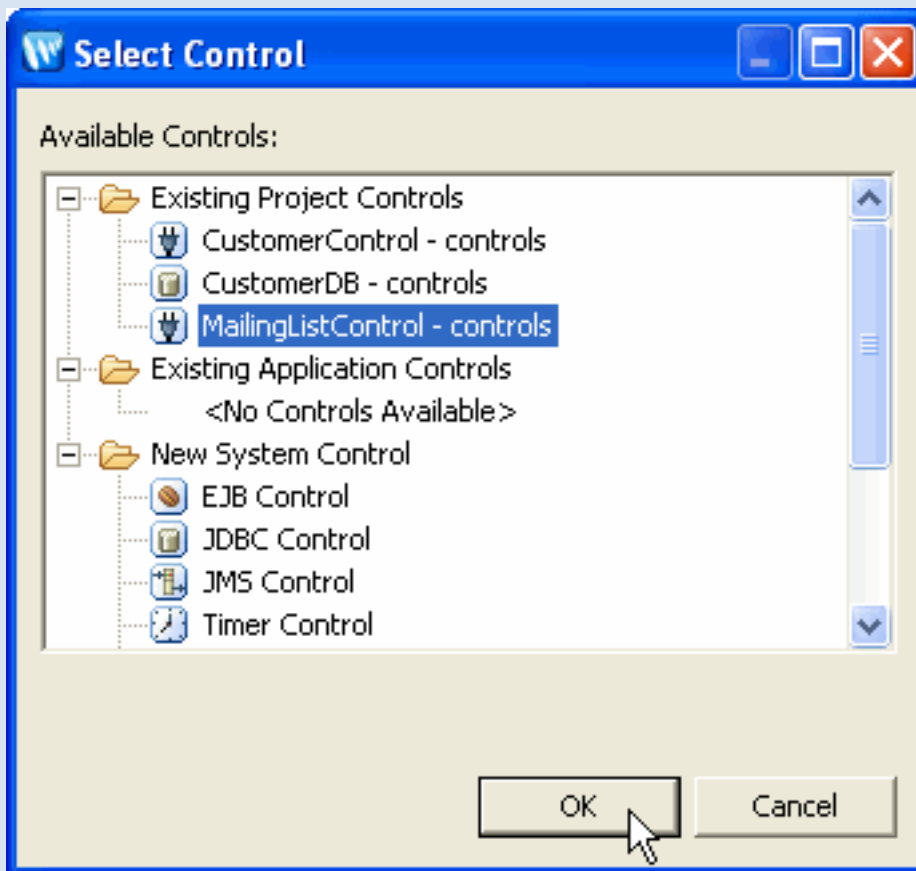 Select Control
Available Controls:
Existing Project Controls
CustomerControl - controls
CustomerDB - controls
MailingListControl - controls
Existing Application Controls
<No Controls Available>
New System Control
EJB Control
JDBC Control
JMS Control
Timer Control
OK Cancel